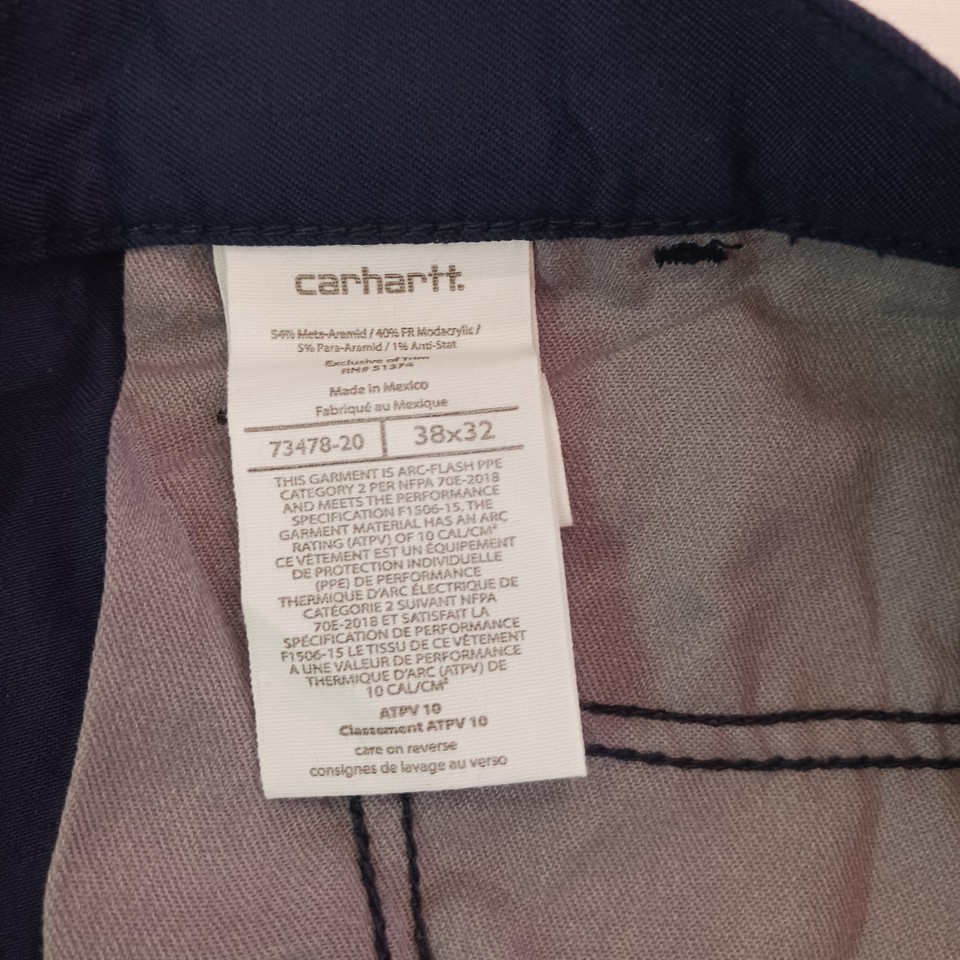 carhartt.
54% Meta-Aramid / 40% FR Modacrylic /
5% Para-Aramid / 1% Anti-Stat
Exclusive of Trim
RN# 51374
Made in Mexico
Fabriqué au Mexique
73478-20 38x32
THIS GARMENT IS ARC-FLASH PPE
CATEGORY 2 PER NFPA 70E-2018
AND MEETS THE PERFORMANCE
SPECIFICATION F1506-15. THE
GARMENT MATERIAL HAS AN ARC
RATING (ATPV) OF 10 CAL/CM²
CE VÊTEMENT EST UN ÉQUIPEMENT
DE PROTECTION INDIVIDUELLE
(PPE) DE PERFORMANCE
THERMIQUE D'ARC ÉLECTRIQUE DE
CATÉGORIE 2 SUIVANT NFPA
70E-2018 ET SATISFAIT LA
SPÉCIFICATION DE PERFORMANCE
F1506-15 LE TISSU DE CE VÊTEMENT
A UNE VALEUR DE PERFORMANCE
THERMIQUE D'ARC (ATPV) DE
10 CAL/CM²
ATPV 10
Classement ATPV 10
care on reverse
consignes de lavage au verso